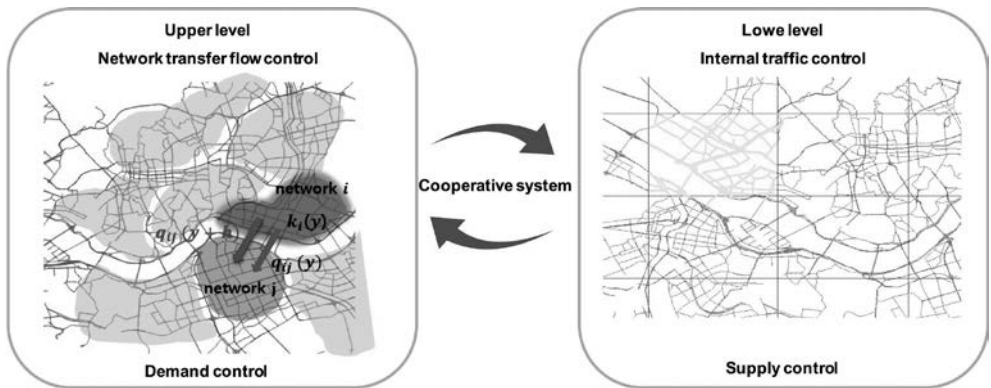 Upper level
Network transfer flow control
network i
k_i(y)
q_ij(y +
q_ij(y)
network j
Demand control
Cooperative system
Lowe level
Internal traffic control
Supply control